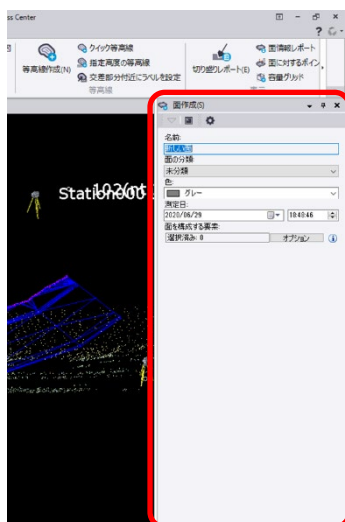 ss Center
?
等高線作成(N)
クイック等高線
指定高度の等高線
交差部分付近にラベルを設定
等高線
切り盛りレポート(E)
面情報レポート
面に対するポイン
容量グリッド
面作成(S)
名前:
新しい面
面の分類
未分類
色:
グレー
測定日:
2020/06/29
18:48:46
面を構成する要素:
選択済み: 0
オプション
Station000